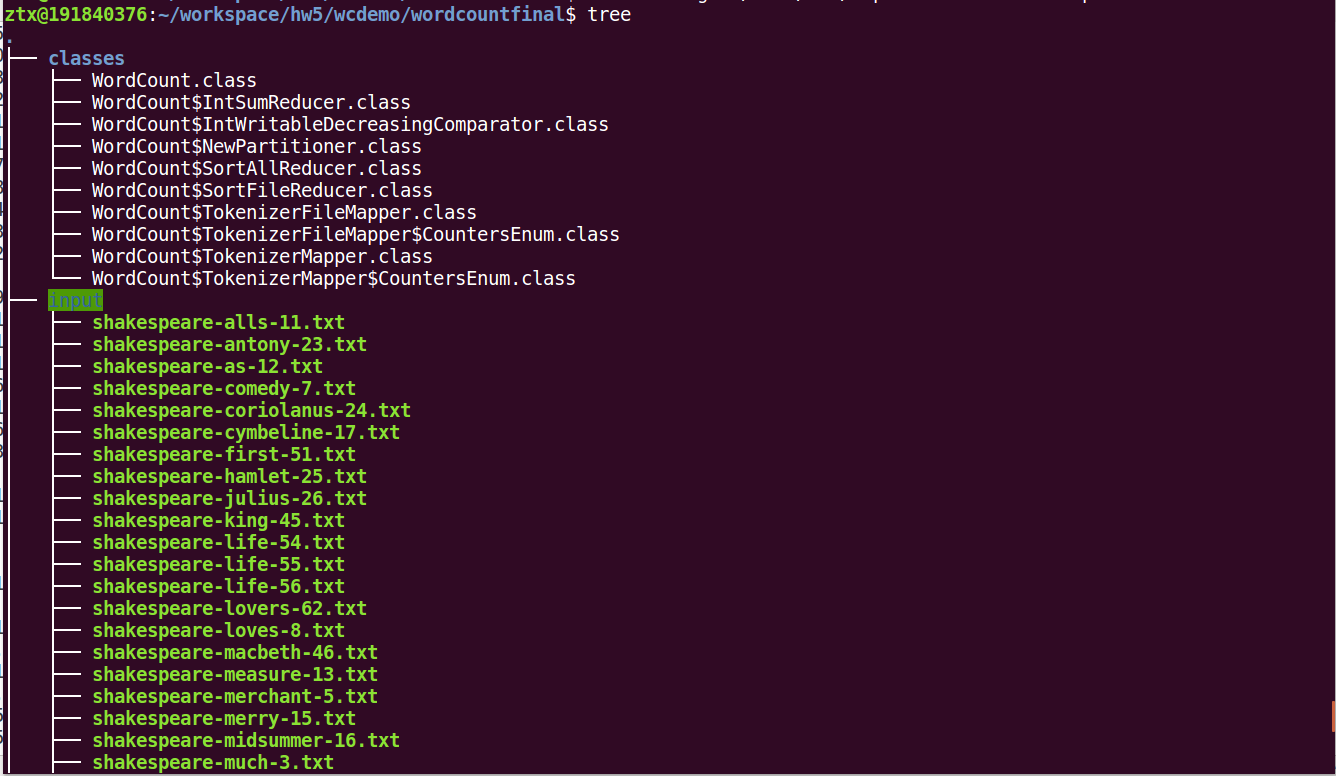 ztx@191840376:~/workspace/hw5/wcdemo/wordcountfinal$ tree
.
├── classes
│   ├── WordCount.class
│   ├── WordCount$IntSumReducer.class
│   ├── WordCount$IntWritableDecreasingComparator.class
│   ├── WordCount$NewPartitioner.class
│   ├── WordCount$SortAllReducer.class
│   ├── WordCount$SortFileReducer.class
│   ├── WordCount$TokenizerFileMapper.class
│   ├── WordCount$TokenizerFileMapper$CountersEnum.class
│   ├── WordCount$TokenizerMapper.class
│   └── WordCount$TokenizerMapper$CountersEnum.class
├── input
│   ├── shakespeare-alls-11.txt
│   ├── shakespeare-antony-23.txt
│   ├── shakespeare-as-12.txt
│   ├── shakespeare-comedy-7.txt
│   ├── shakespeare-coriolanus-24.txt
│   ├── shakespeare-cymbeline-17.txt
│   ├── shakespeare-first-51.txt
│   ├── shakespeare-hamlet-25.txt
│   ├── shakespeare-julius-26.txt
│   ├── shakespeare-king-45.txt
│   ├── shakespeare-life-54.txt
│   ├── shakespeare-life-55.txt
│   ├── shakespeare-life-56.txt
│   ├── shakespeare-lovers-62.txt
│   ├── shakespeare-loves-8.txt
│   ├── shakespeare-macbeth-46.txt
│   ├── shakespeare-measure-13.txt
│   ├── shakespeare-merchant-5.txt
│   ├── shakespeare-merry-15.txt
│   ├── shakespeare-midsummer-16.txt
│   ├── shakespeare-much-3.txt